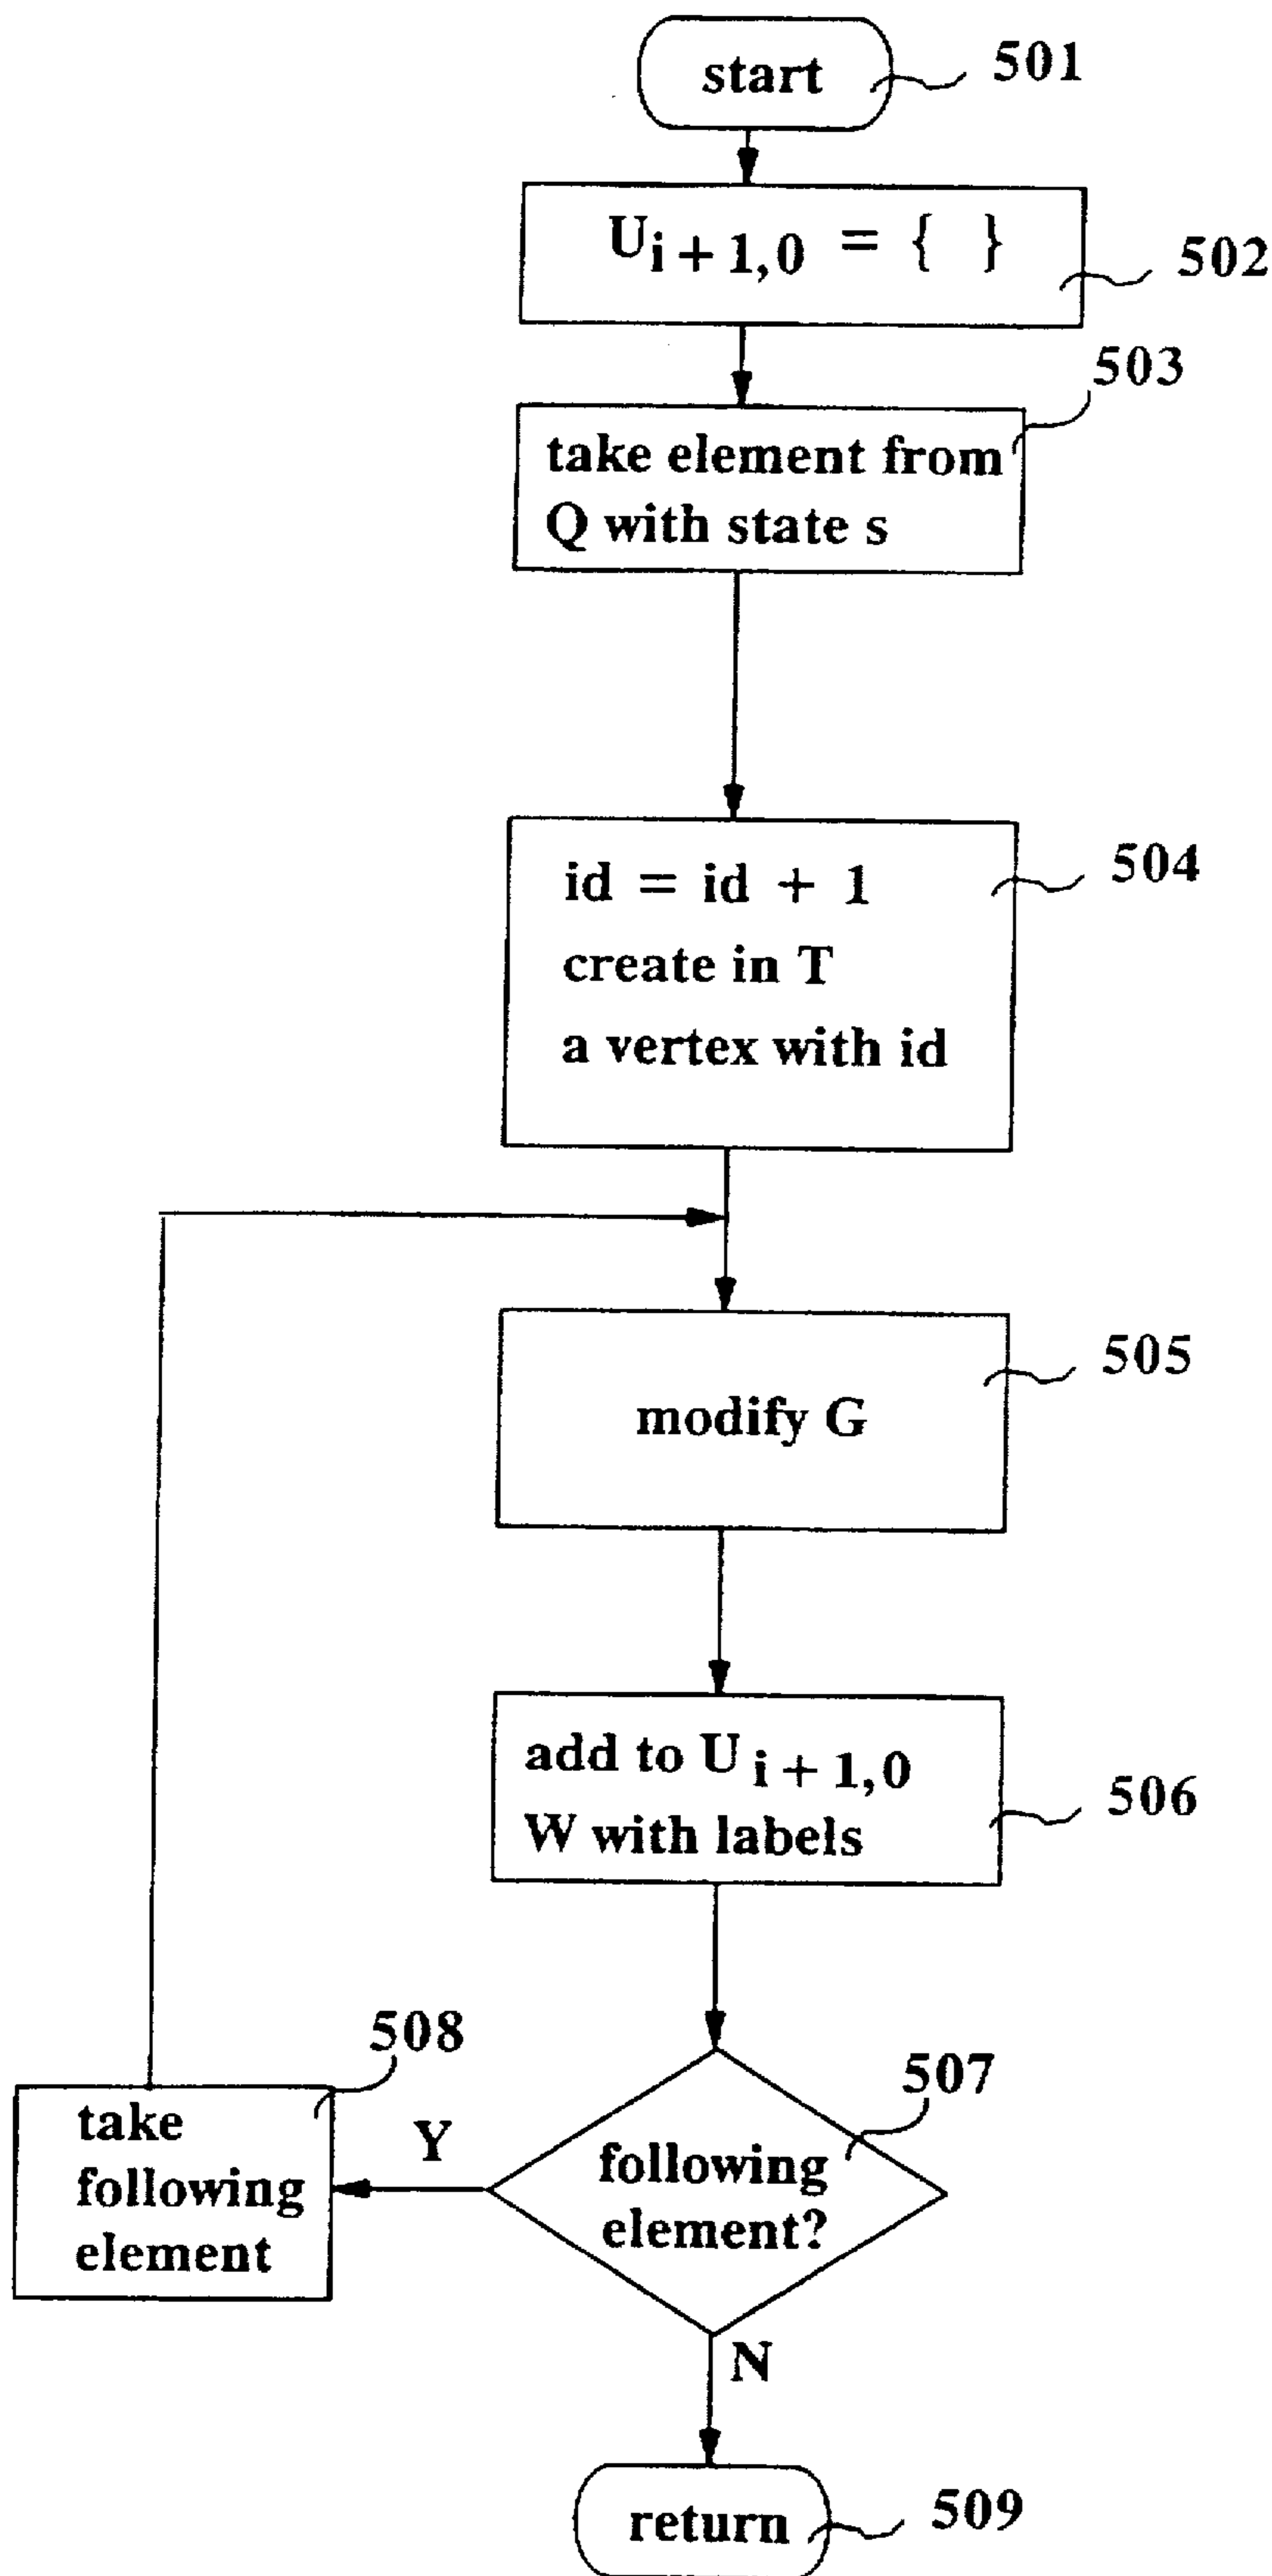 start
501
U i + 1, 0 = { }
502
503
take element from
Q with state s
id = id + 1
create in T
a vertex with id
504
modify G
505
add to U i + 1, 0
W with labels
506
508
take
following
element
Y
507
following
element?
N
return
509